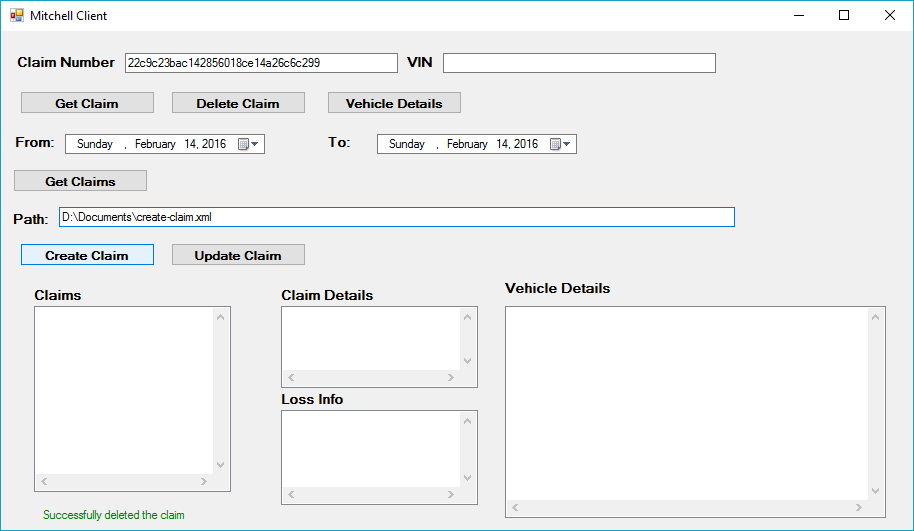 Mitchell Client
Claim Number 22c9c23bac142856018ce14a26c6c299 VIN
Get Claim Delete Claim Vehicle Details
From: Sunday , February 14, 2016 To: Sunday , February 14, 2016
Get Claims
Path: D:\Documents\create-claim.xml
Create Claim Update Claim
Claims Claim Details Vehicle Details
Loss Info
Successfully deleted the claim